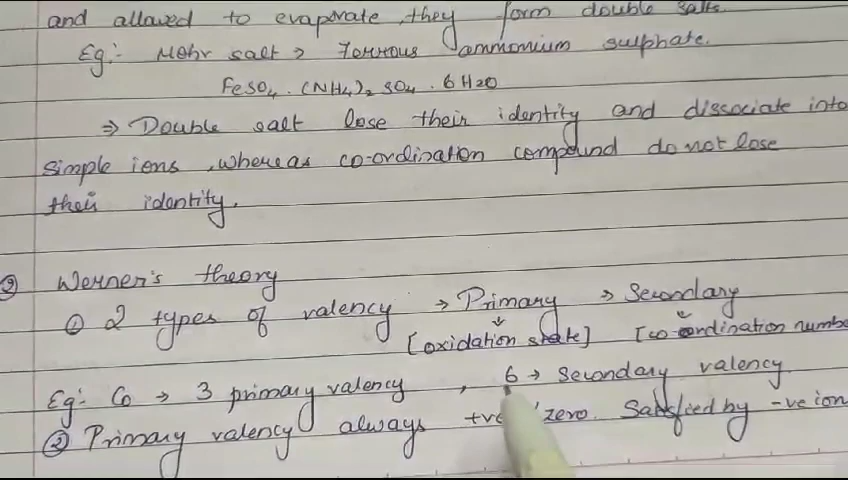 and allowed to evaporate, they form double salts.
Eg:- Mohr salt → Ferrous ammonium sulphate.
FeSO4 . (NH4)2 SO4 . 6H2O
⇒ Double salt lose their identity and dissociate into
simple ions, whereas co-ordination compound do not lose
their identity.
② Werner's theory
① 2 types of valency → Primary → Secondary
[oxidation state] [co-ordination numbe
Eg:- Co → 3 primary valency , 6 → Secondary valency
② Primary valency always +ve zero. Satisfied by -ve ion